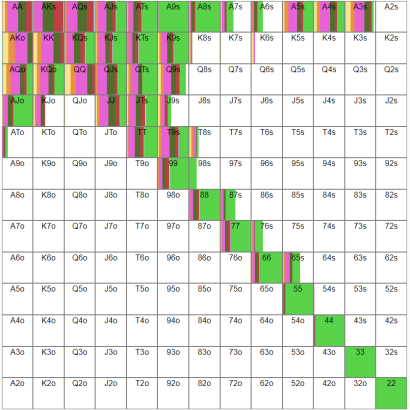 AA AKs AQs AJs ATs A9s A8s A7s A6s A5s A4s A3s A2s
AKo KK KQs KJs KTs K9s K8s K7s K6s K5s K4s K3s K2s
AQo KQo QQ QJs QTs Q9s Q8s Q7s Q6s Q5s Q4s Q3s Q2s
AJo KJo QJo JJ JTs J9s J8s J7s J6s J5s J4s J3s J2s
ATo KTo QTo JTo TT T9s T8s T7s T6s T5s T4s T3s T2s
A9o K9o Q9o J9o T9o 99 98s 97s 96s 95s 94s 93s 92s
A8o K8o Q8o J8o T8o 98o 88 87s 86s 85s 84s 83s 82s
A7o K7o Q7o J7o T7o 97o 87o 77 76s 75s 74s 73s 72s
A6o K6o Q6o J6o T6o 96o 86o 76o 66 65s 64s 63s 62s
A5o K5o Q5o J5o T5o 95o 85o 75o 65o 55 54s 53s 52s
A4o K4o Q4o J4o T4o 94o 84o 74o 64o 54o 44 43s 42s
A3o K3o Q3o J3o T3o 93o 83o 73o 63o 53o 43o 33 32s
A2o K2o Q2o J2o T2o 92o 82o 72o 62o 52o 42o 32o 22